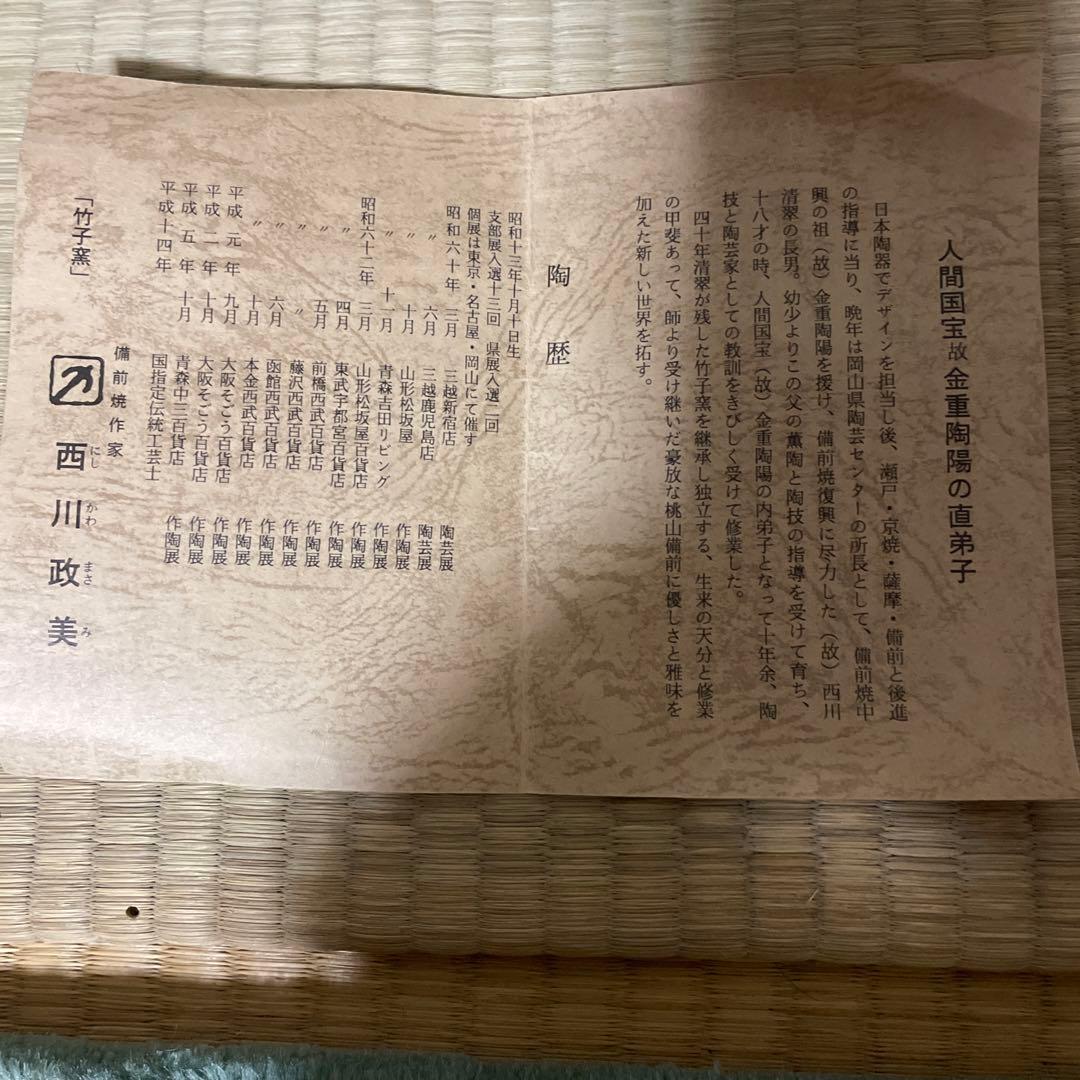 人間国宝故 金重陶陽の直弟子
日本陶器でデザインを担当し後、瀬戸・京焼・薩摩・備前と後進
の指導に当り、晩年は岡山県陶芸センターの所長として、備前焼中
興の祖(故)金重陶陽を援け、備前焼復興に尽力した(故)西川
清翠の長男。幼少よりこの父の薫陶と陶技の指導を受けて育ち、
十八才の時、人間国宝(故)金重陶陽の内弟子となって十年余、陶
技と陶芸家としての教訓をきびしく受けて修業した。
四十年清翠が残した竹子窯を継承し独立する、生来の天分と修業
の甲斐あって、師より受け継いだ豪放な桃山備前に優しさと雅味を
加えた新しい世界を拓す。
陶歴
昭和十三年十月十日生
支部展入選十三回 県展入選二回
個展は東京・名古屋・岡山にて催す
昭和六十年 三月 三越新宿店 陶芸展
〃 六月 三越鹿児島店 陶芸展
〃 十月 山形松坂屋 作陶展
〃 十一月 青森吉田リビング 作陶展
昭和六十二年 三月 山形松坂屋百貨店 作陶展
〃 四月 東武宇都宮百貨店 作陶展
〃 五月 前橋西武百貨店 作陶展
〃 〃 藤沢西武百貨店 作陶展
〃 六月 函館西武百貨店 作陶展
〃 十月 本金西武百貨店 作陶展
平成元年 九月 大阪そごう百貨店 作陶展
平成二年 十月 大阪そごう百貨店 作陶展
平成五年 十月 青森中三百貨店 作陶展
平成十四年 国指定伝統工芸士
備前焼作家
「竹子窯」 西川政美
にし かわ まさ み